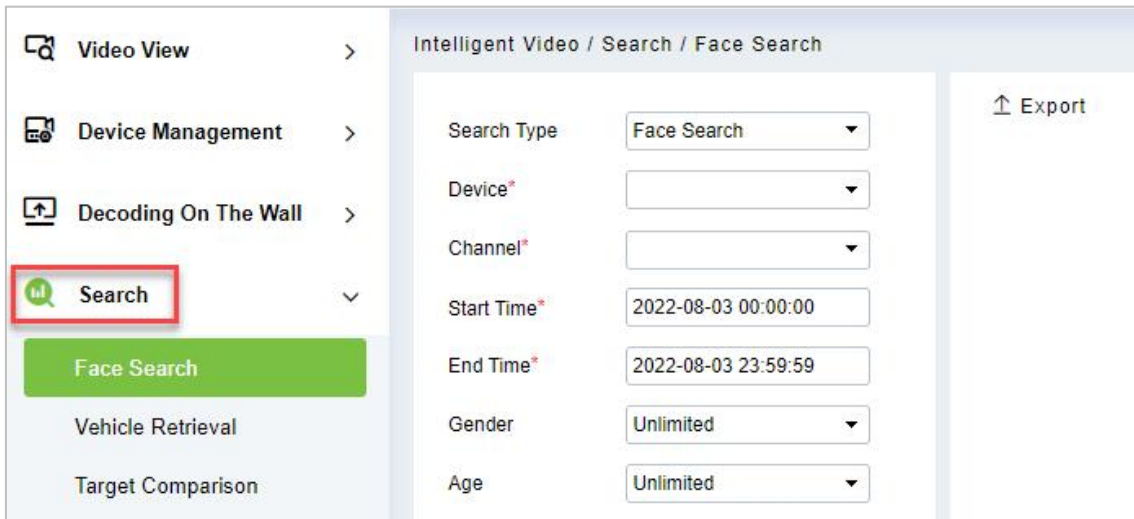 Video View
Device Management
Decoding On The Wall
Search
Face Search
Vehicle Retrieval
Target Comparison
Intelligent Video / Search / Face Search
Search Type Face Search
Device*
Channel*
Start Time* 2022-08-03 00:00:00
End Time* 2022-08-03 23:59:59
Gender Unlimited
Age Unlimited
Export